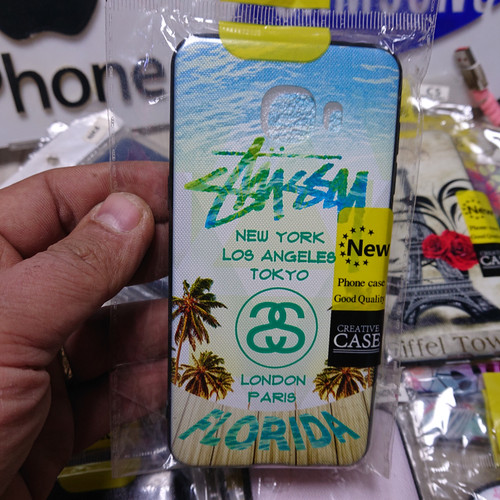 Phone
STUSSY
NEW YORK
LOS ANGELES
TOKYO
New
Phone case
Good Quality
CREATIVE
CASE
LONDON
PARIS
FLORIDA
Eiffel Tow
CASE